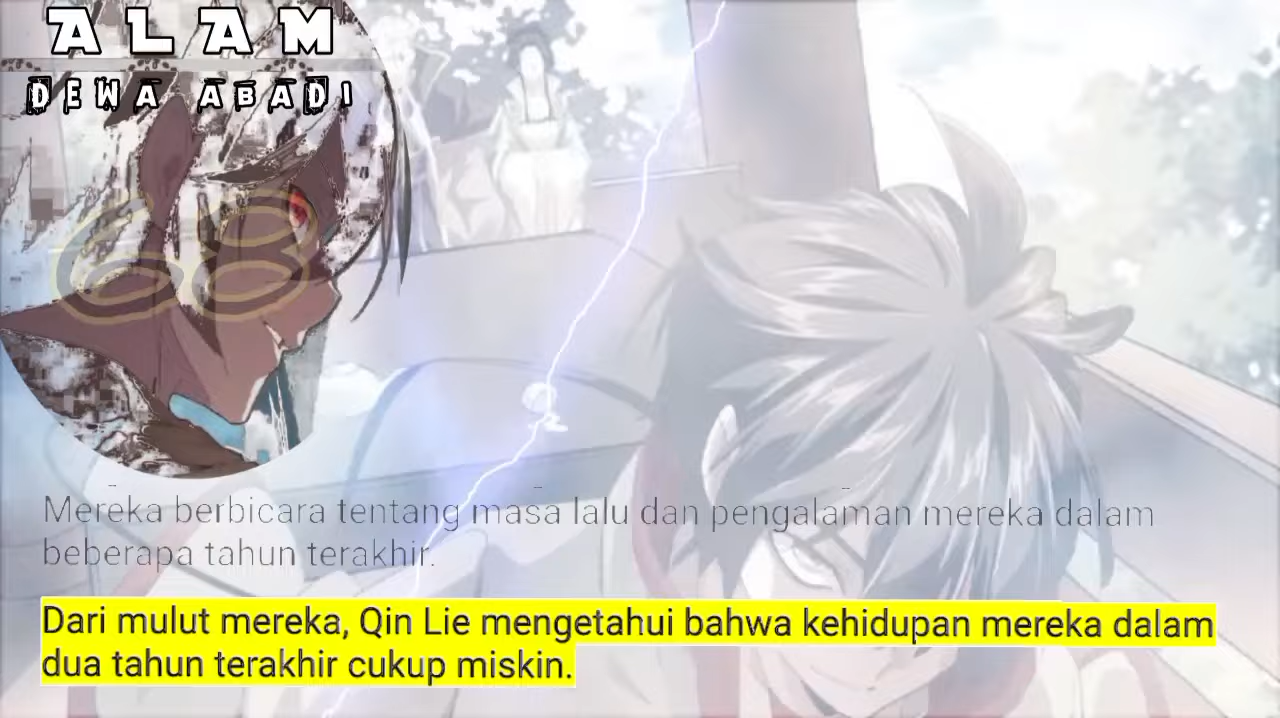 ALAM
DEWA ABADI
68
Mereka berbicara tentang masa lalu dan pengalaman mereka dalam
beberapa tahun terakhir.
Dari mulut mereka, Qin Lie mengetahui bahwa kehidupan mereka dalam
dua tahun terakhir cukup miskin.